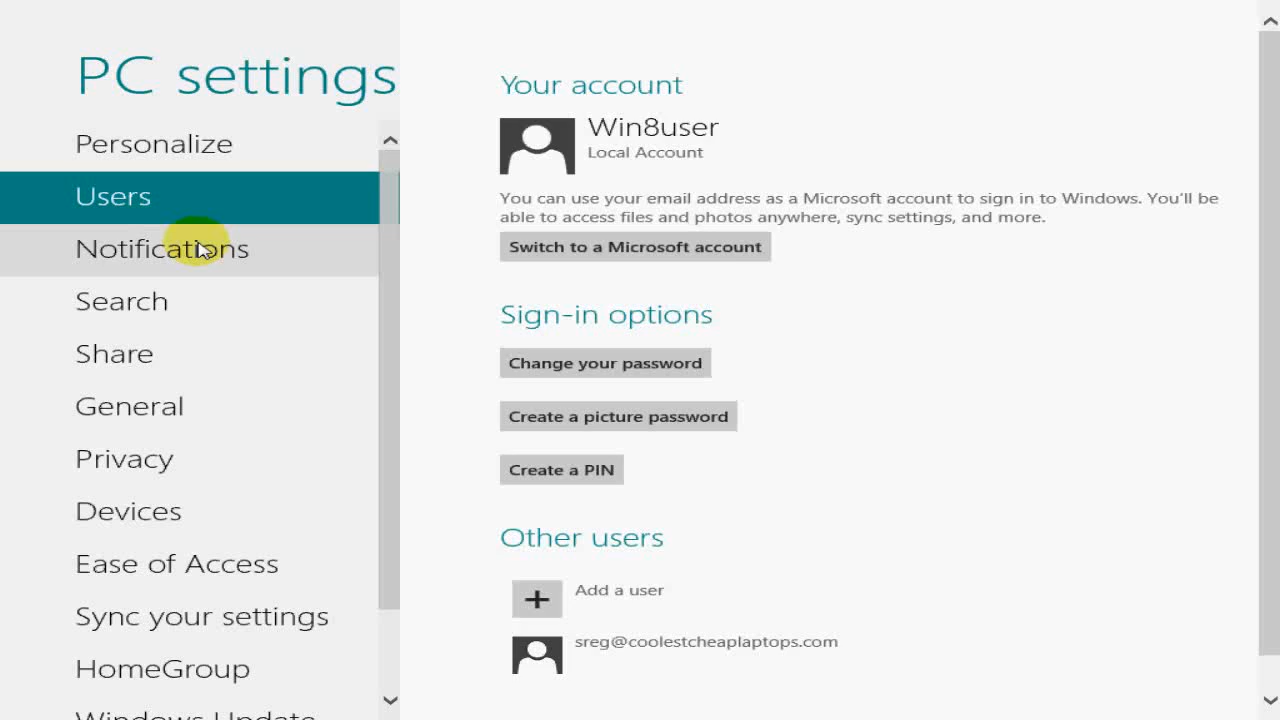 PC settings
Personalize
Users
Notifications
Search
Share
General
Privacy
Devices
Ease of Access
Sync your settings
HomeGroup
Windows Update
Your account
Win8user
Local Account
You can use your email address as a Microsoft account to sign in to Windows. You'll be
able to access files and photos anywhere, sync settings, and more.
Switch to a Microsoft account
Sign-in options
Change your password
Create a picture password
Create a PIN
Other users
Add a user
sreg@coolestcheaplaptops.com